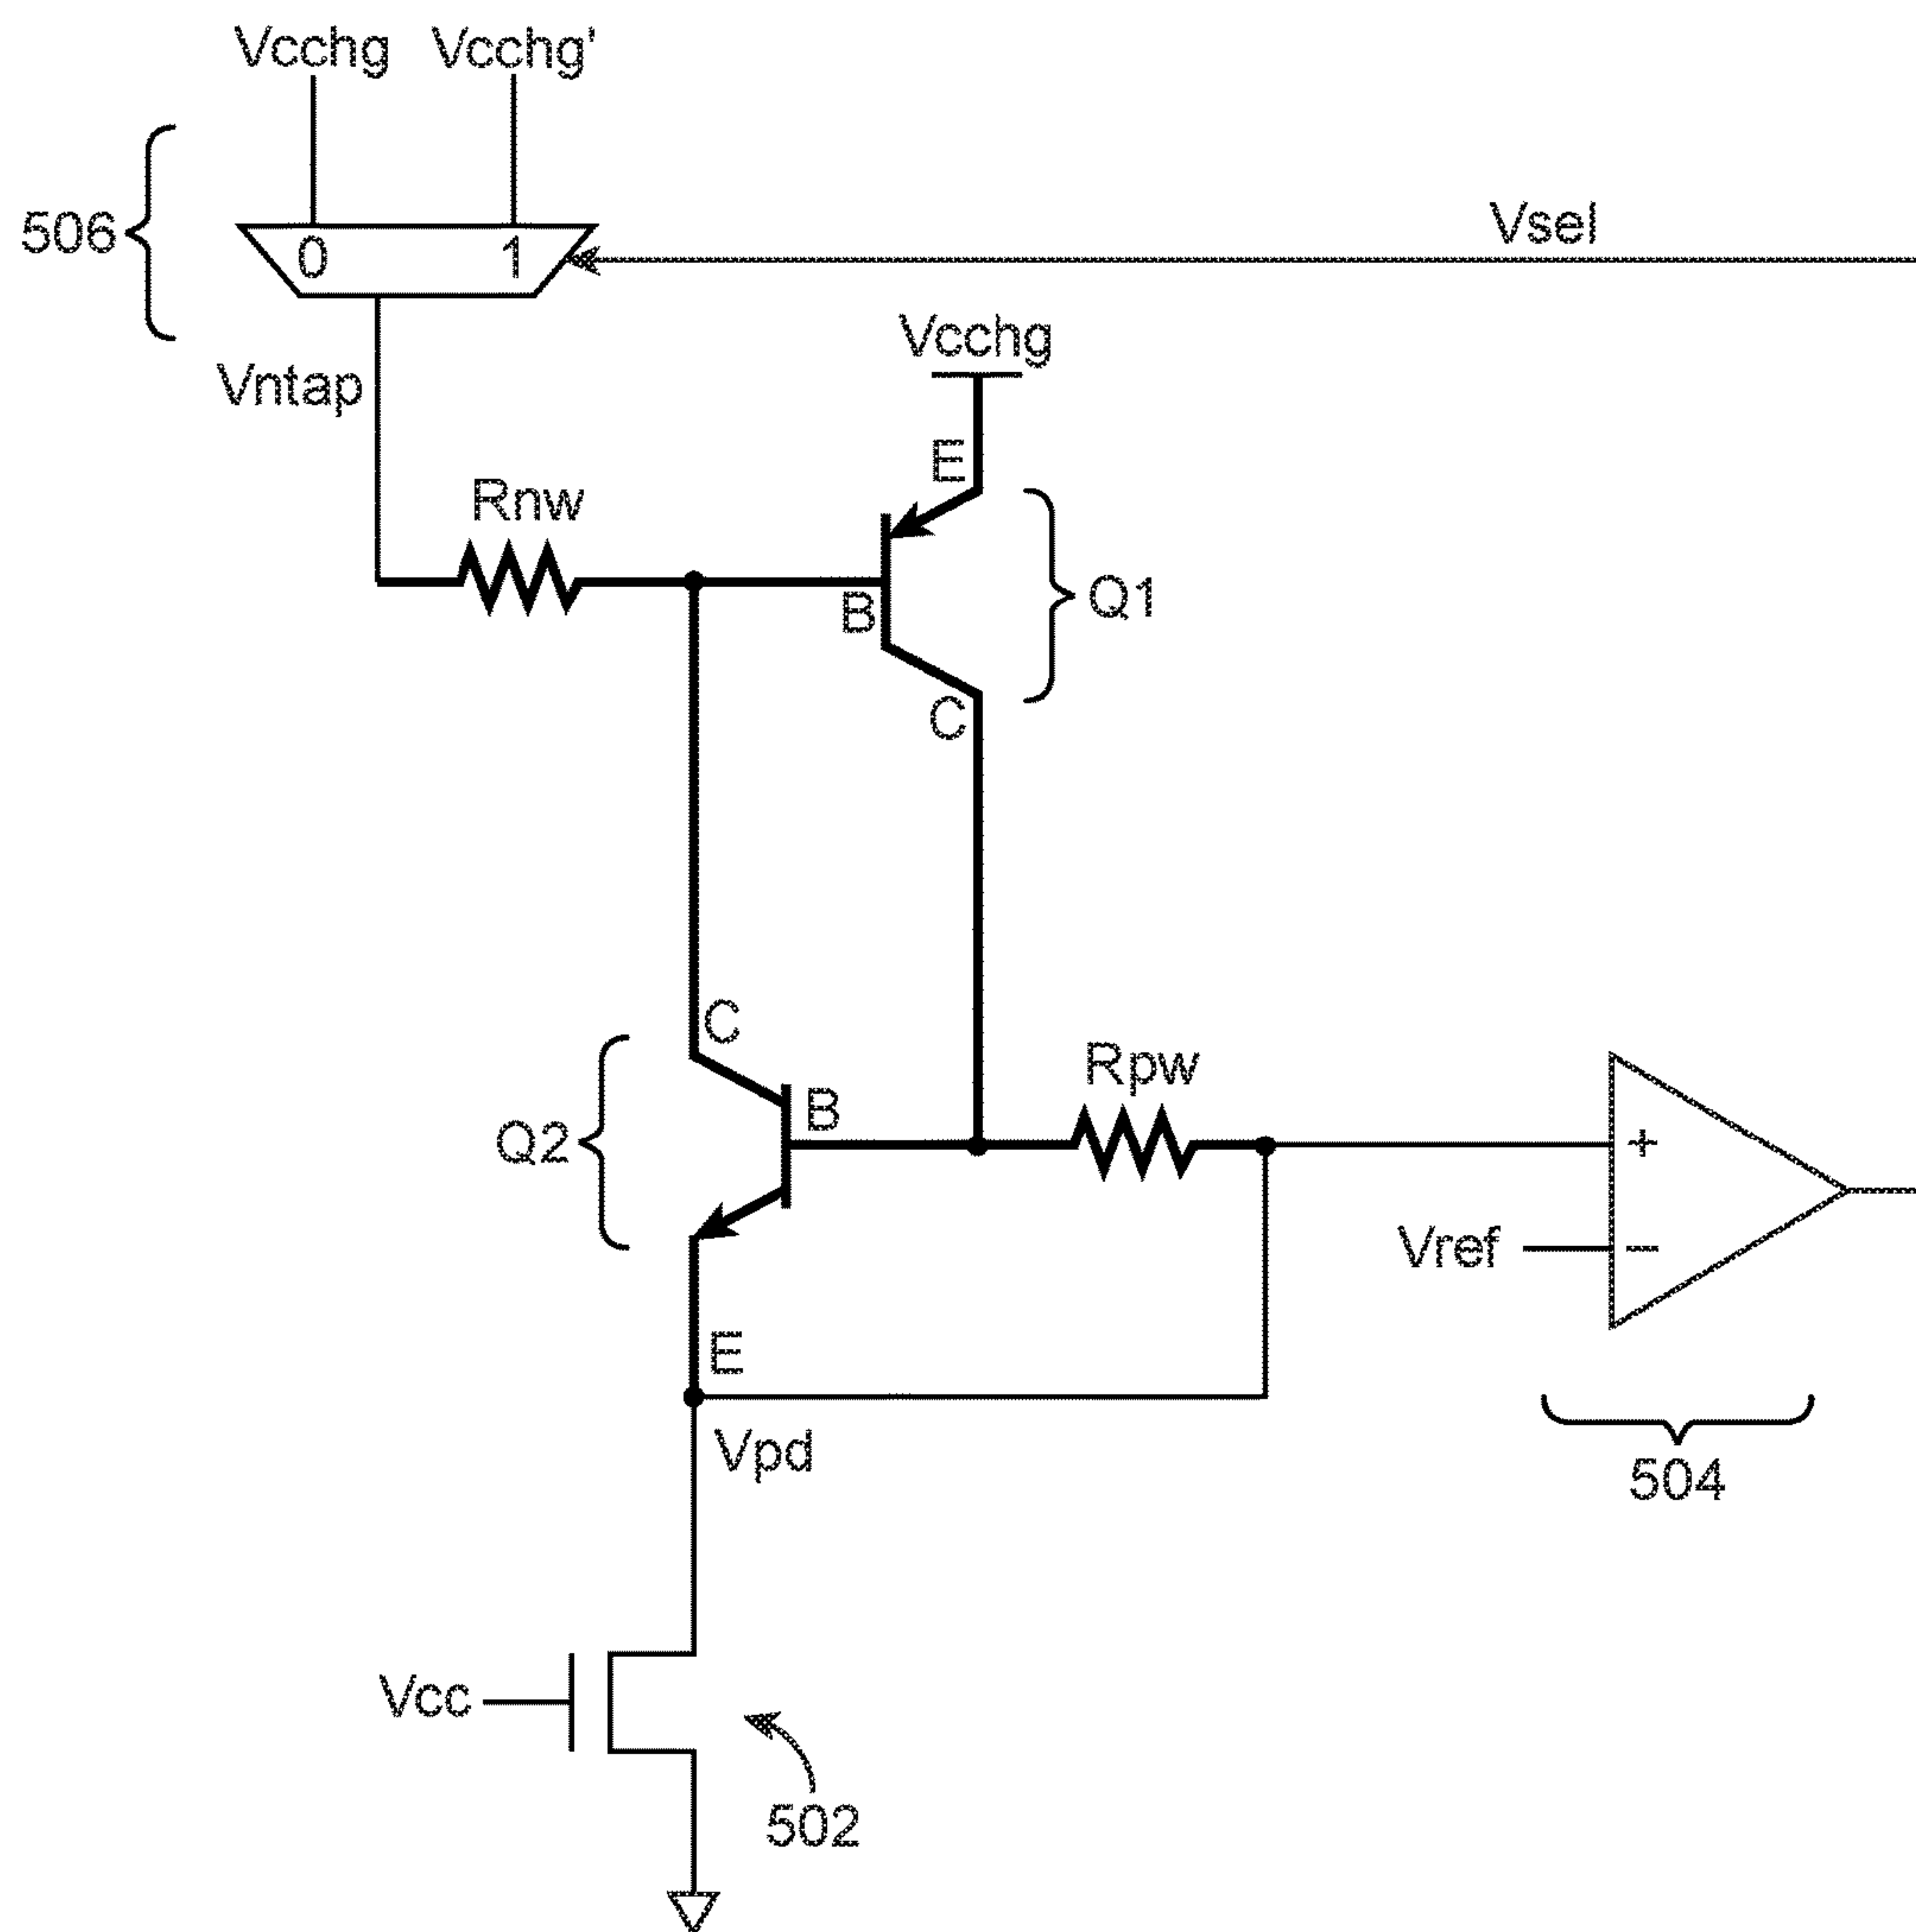 Vcchg Vcchg'
506
0 1
Vsel
Vcchg
Vntap
E
Rnw
B
Q1
C
C
Rpw
B
Q2
+
Vref −
E
Vpd
504
Vcc
502